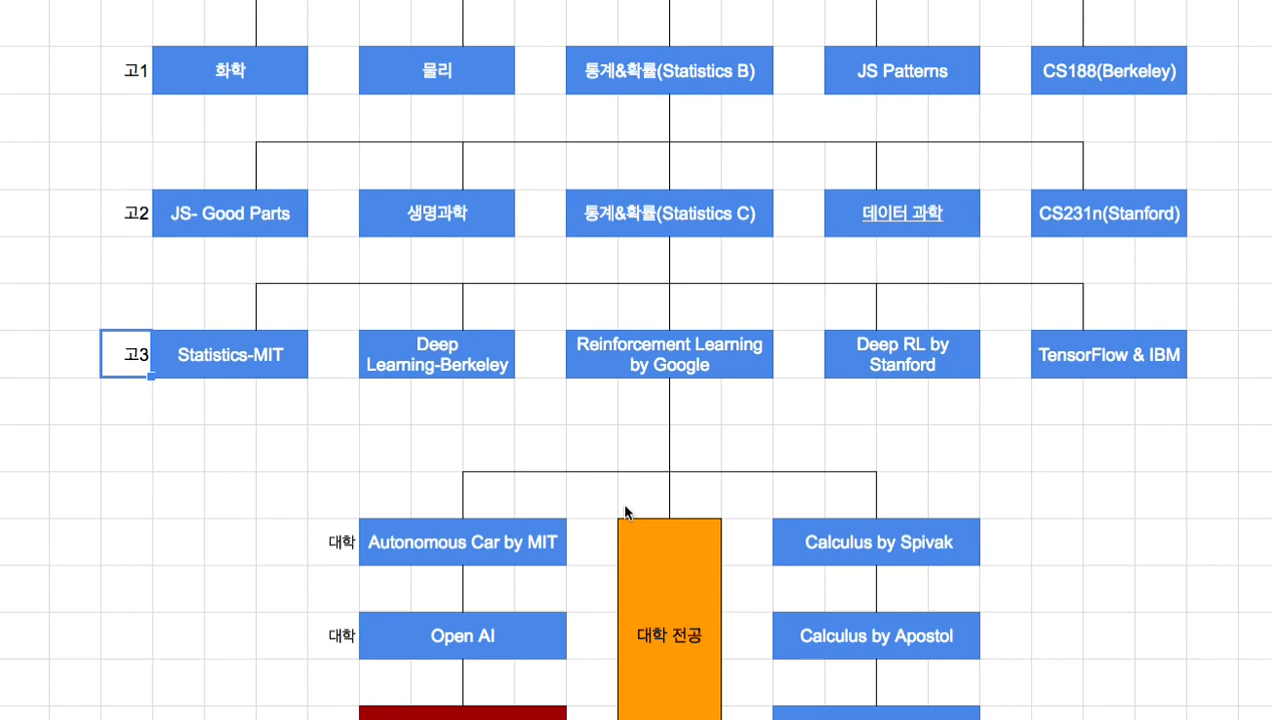 고1
화학
물리
통계&확률(Statistics B)
JS Patterns
CS188(Berkeley)
고2
JS- Good Parts
생명과학
통계&확률(Statistics C)
데이터 과학
CS231n(Stanford)
고3
Statistics-MIT
Deep
Learning-Berkeley
Reinforcement Learning
by Google
Deep RL by
Stanford
TensorFlow & IBM
대학
Autonomous Car by MIT
Calculus by Spivak
대학
Open AI
대학 전공
Calculus by Apostol